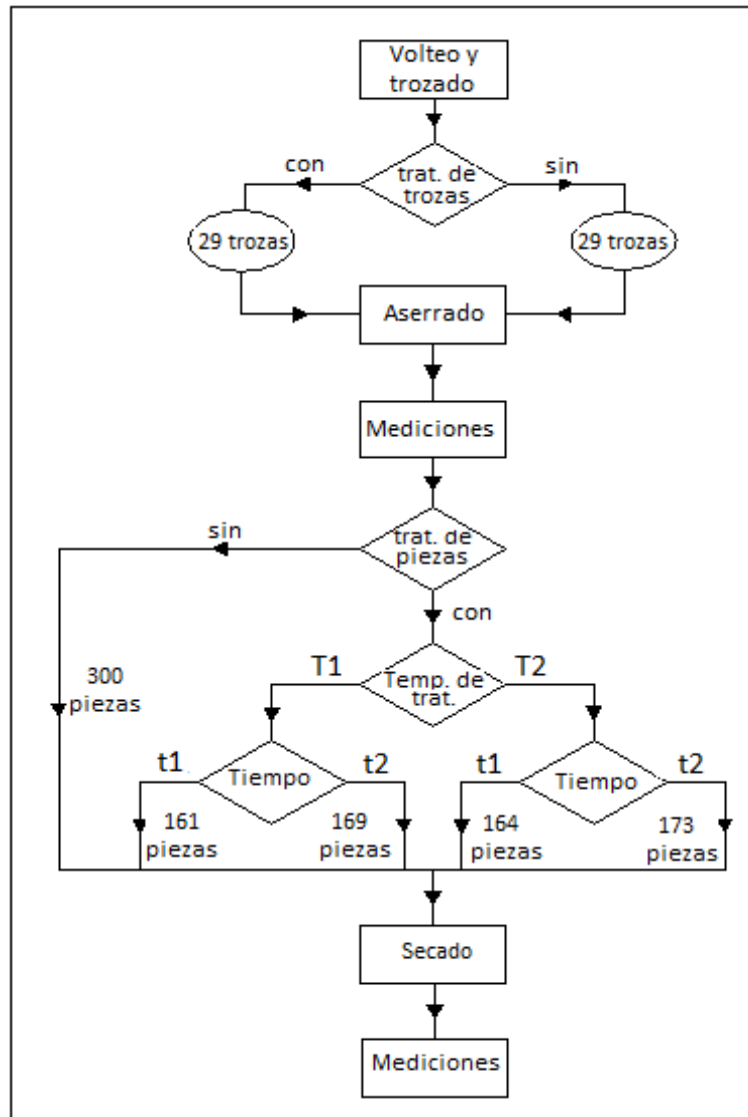 Volteo y
trozado
con
trat. de
trozas
sin
29 trozas
29 trozas
Aserrado
Mediciones
sin
trat. de
piezas
con
T1
Temp. de
trat.
T2
300
piezas
t1
Tiempo
t2
t1
Tiempo
t2
161
piezas
169
piezas
164
piezas
173
piezas
Secado
Mediciones